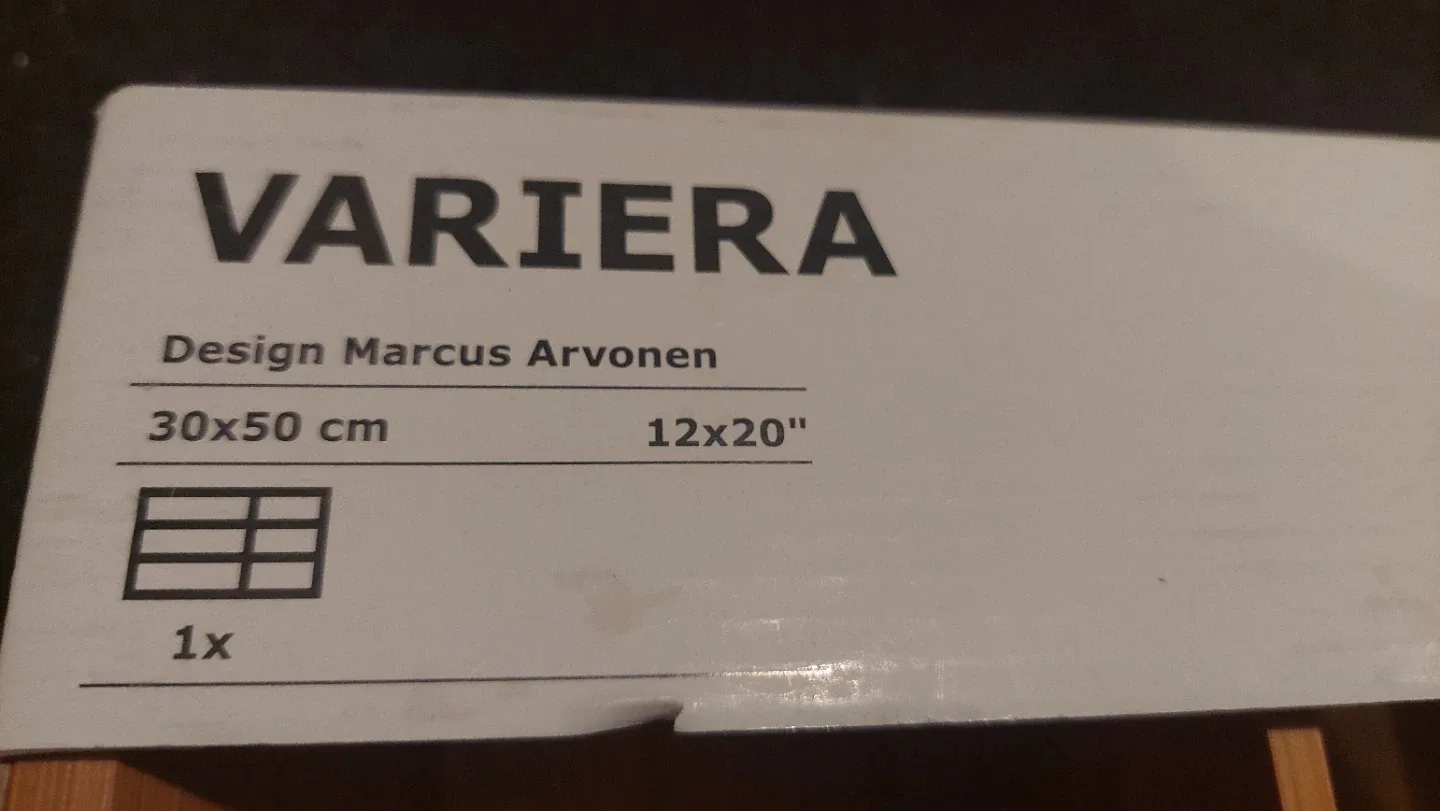 VARIERA
Design Marcus Arvonen
30x50 cm 12x20"
1x